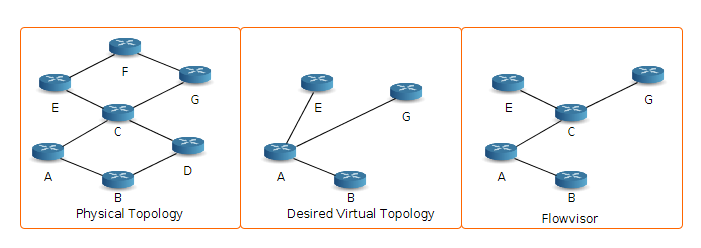 F
E
G
C
A
D
B
Physical Topology
E
G
A
B
Desired Virtual Topology
E
G
C
A
B
Flowvisor